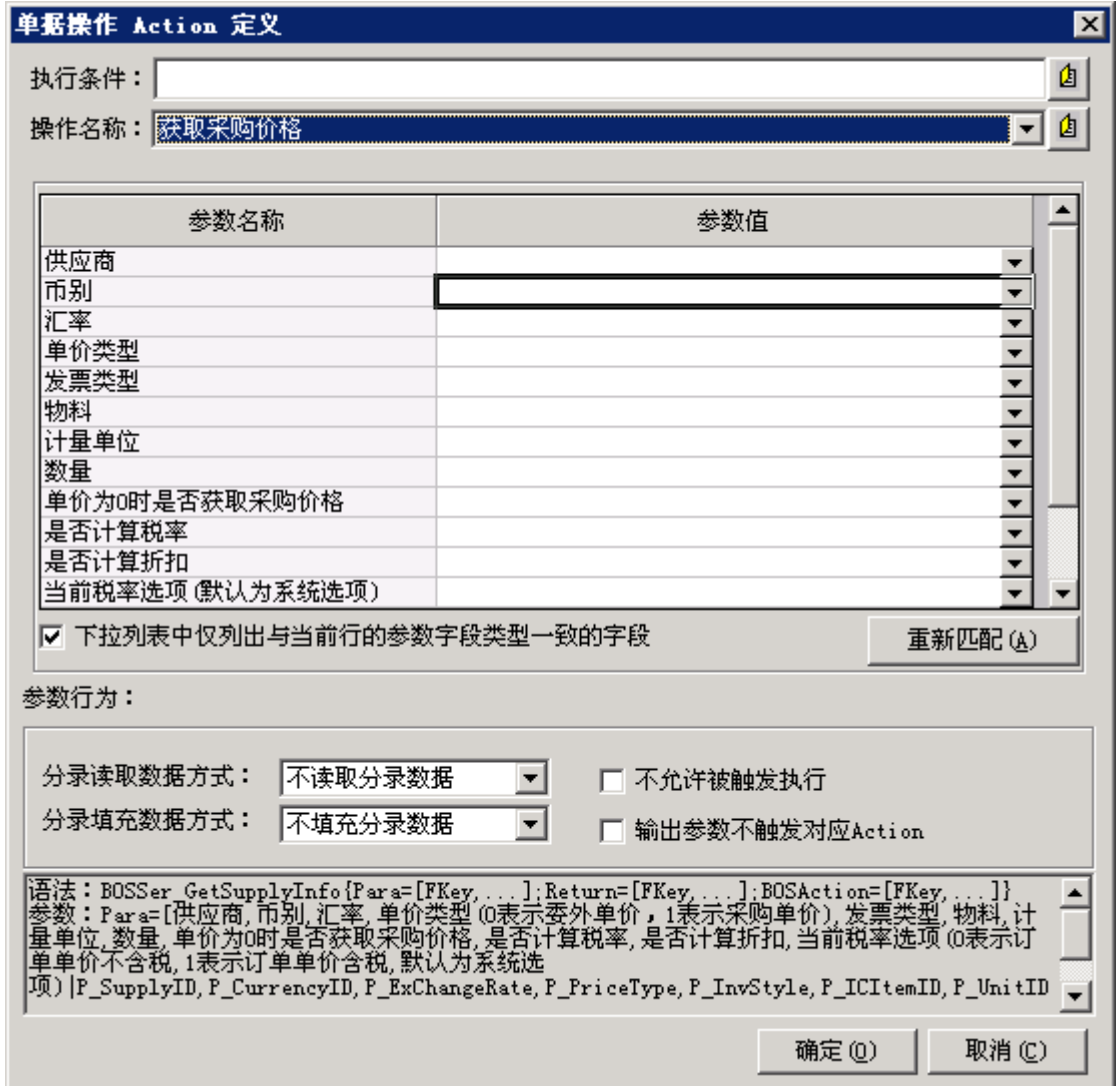 单据操作 Action 定义
执行条件：
操作名称：获取采购价格
参数名称 参数值
供应商
币别
汇率
单价类型
发票类型
物料
计量单位
数量
单价为0时是否获取采购价格
是否计算税率
是否计算折扣
当前税率选项(默认为系统选项)
下拉列表中仅列出与当前行的参数字段类型一致的字段 重新匹配(A)
参数行为：
分录读取数据方式： 不读取分录数据 不允许被触发执行
分录填充数据方式： 不填充分录数据 输出参数不触发对应Action
语法：BOSSer_GetSupplyInfo{Para=[FKey,...];Return=[FKey,...];BOSAction=[FKey,...]}
参数：Para=[供应商,币别,汇率,单价类型(0表示委外单价，1表示采购单价),发票类型,物料,计
量单位,数量,单价为0时是否获取采购价格,是否计算税率,是否计算折扣,当前税率选项(0表示订
单单价不含税,1表示订单单价含税,默认为系统选
项)|P_SupplyID,P_CurrencyID,P_ExChangeRate,P_PriceType,P_InvStyle,P_ICItemID,P_UnitID
确定(O) 取消(C)